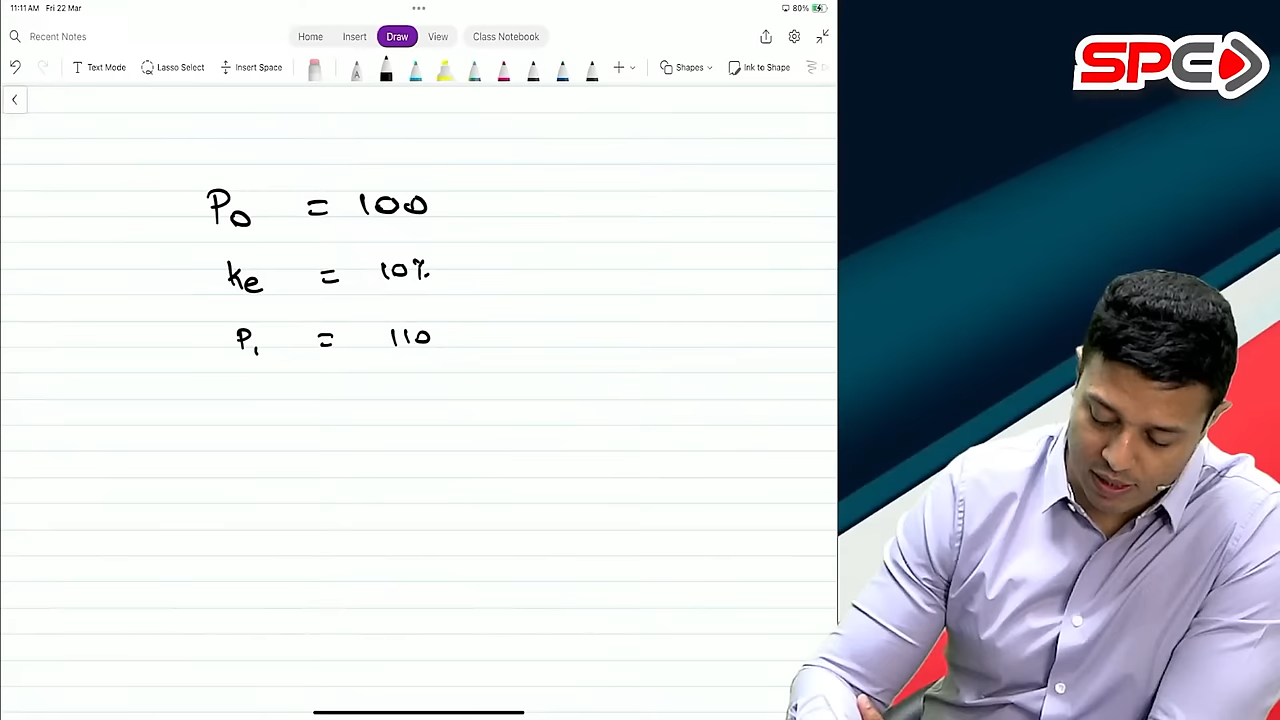 11:11 AM Fri 22 Mar
80%
Recent Notes
Home Insert Draw View Class Notebook
Text Mode Lasso Select Insert Space A Shapes Ink to Shape
SPE
P0 = 100
ke = 10%
P1 = 110